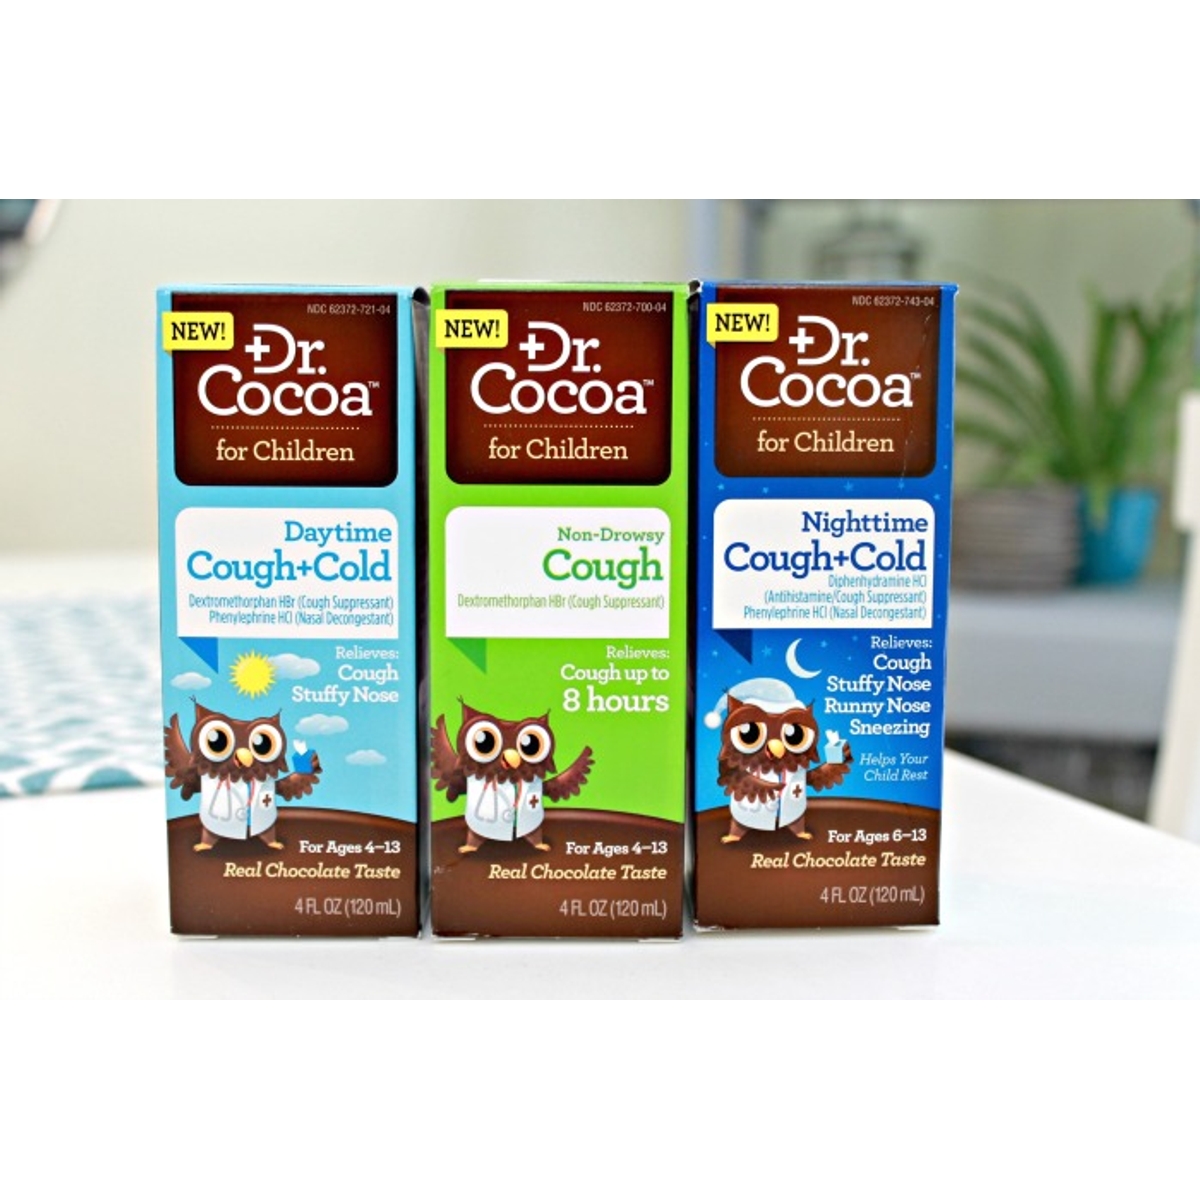 NDC 62372-721-04
NEW!
Dr.
Cocoa™
for Children
Daytime
Cough+Cold
Dextromethorphan HBr (Cough Suppressant)
Phenylephrine HCl (Nasal Decongestant)
Relieves:
Cough
Stuffy Nose
For Ages 4–13
Real Chocolate Taste
4 FL OZ (120 mL)
NDC 62372-700-04
NEW!
Dr.
Cocoa™
for Children
Non-Drowsy
Cough
Dextromethorphan HBr (Cough Suppressant)
Relieves:
Cough up to
8 hours
For Ages 4–13
Real Chocolate Taste
4 FL OZ (120 mL)
NDC 62372-743-04
NEW!
Dr.
Cocoa™
for Children
Nighttime
Cough+Cold
Diphenhydramine HCl
(Antihistamine/Cough Suppressant)
Phenylephrine HCl (Nasal Decongestant)
Relieves:
Cough
Stuffy Nose
Runny Nose
Sneezing
Helps Your
Child Rest
For Ages 6–13
Real Chocolate Taste
4 FL OZ (120 mL)